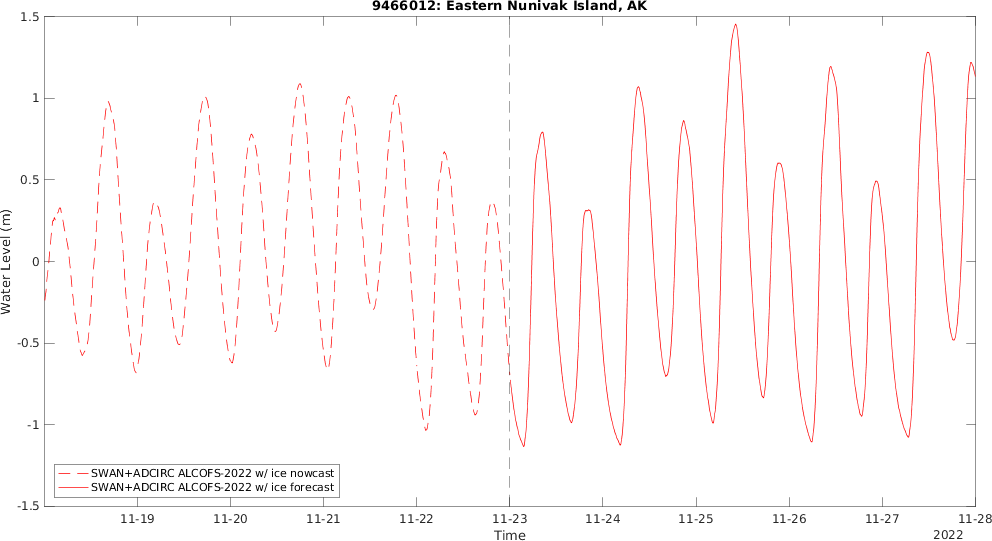 9466012: Eastern Nunivak Island, AK
Water Level (m)
1.5
1
0.5
0
-0.5
-1
-1.5
SWAN+ADCIRC ALCOFS-2022 w/ ice nowcast
SWAN+ADCIRC ALCOFS-2022 w/ ice forecast
11-19 11-20 11-21 11-22 11-23 11-24 11-25 11-26 11-27 11-28
Time
2022